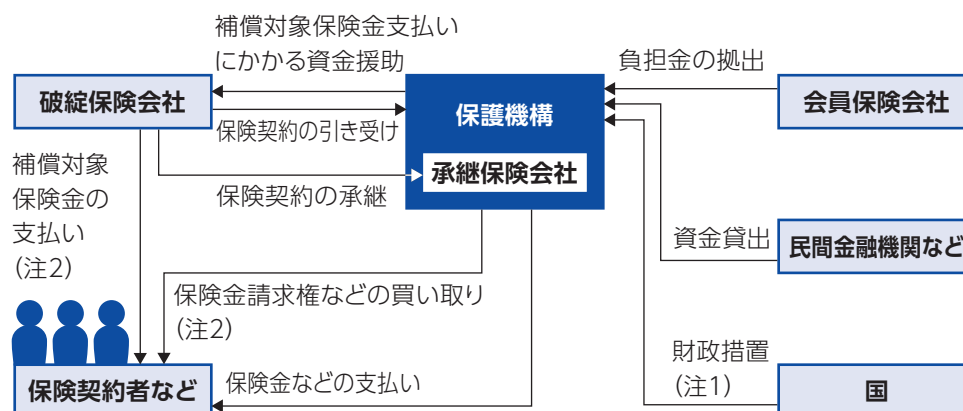 補償対象保険金支払い
にかかる資金援助
負担金の拠出
破綻保険会社
保護機構
会員保険会社
保険契約の引き受け
補償対象
保険金の
支払い
(注2)
承継保険会社
保険契約の承継
資金貸出
民間金融機関など
保険金請求権などの買い取り
(注2)
財政措置
(注1)
保険契約者など
保険金などの支払い
国